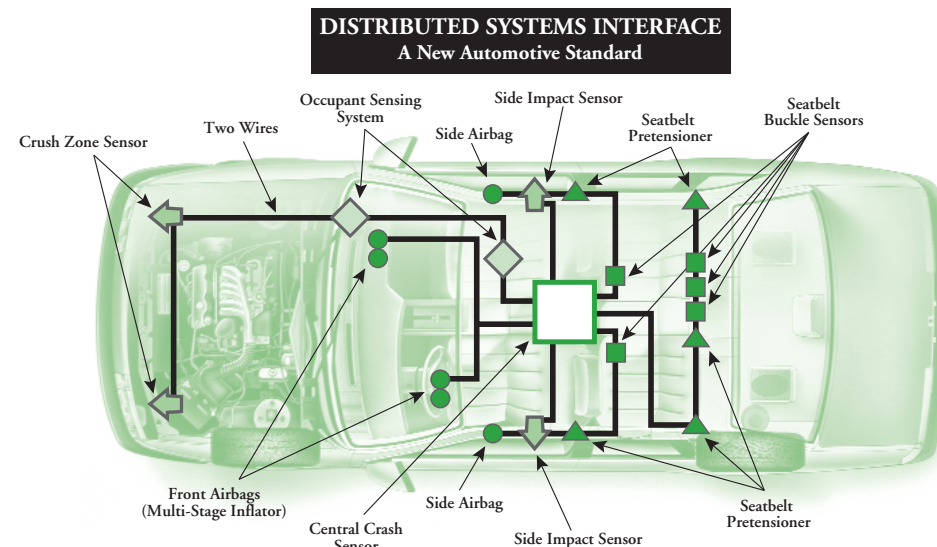 DISTRIBUTED SYSTEMS INTERFACE
A New Automotive Standard
Occupant Sensing
System
Side Impact Sensor
Seatbelt
Buckle Sensors
Crush Zone Sensor
Two Wires
Side Airbag
Seatbelt
Pretensioner
Front Airbags
(Multi-Stage Inflator)
Central Crash
Sensor
Side Airbag
Side Impact Sensor
Seatbelt
Pretensioner